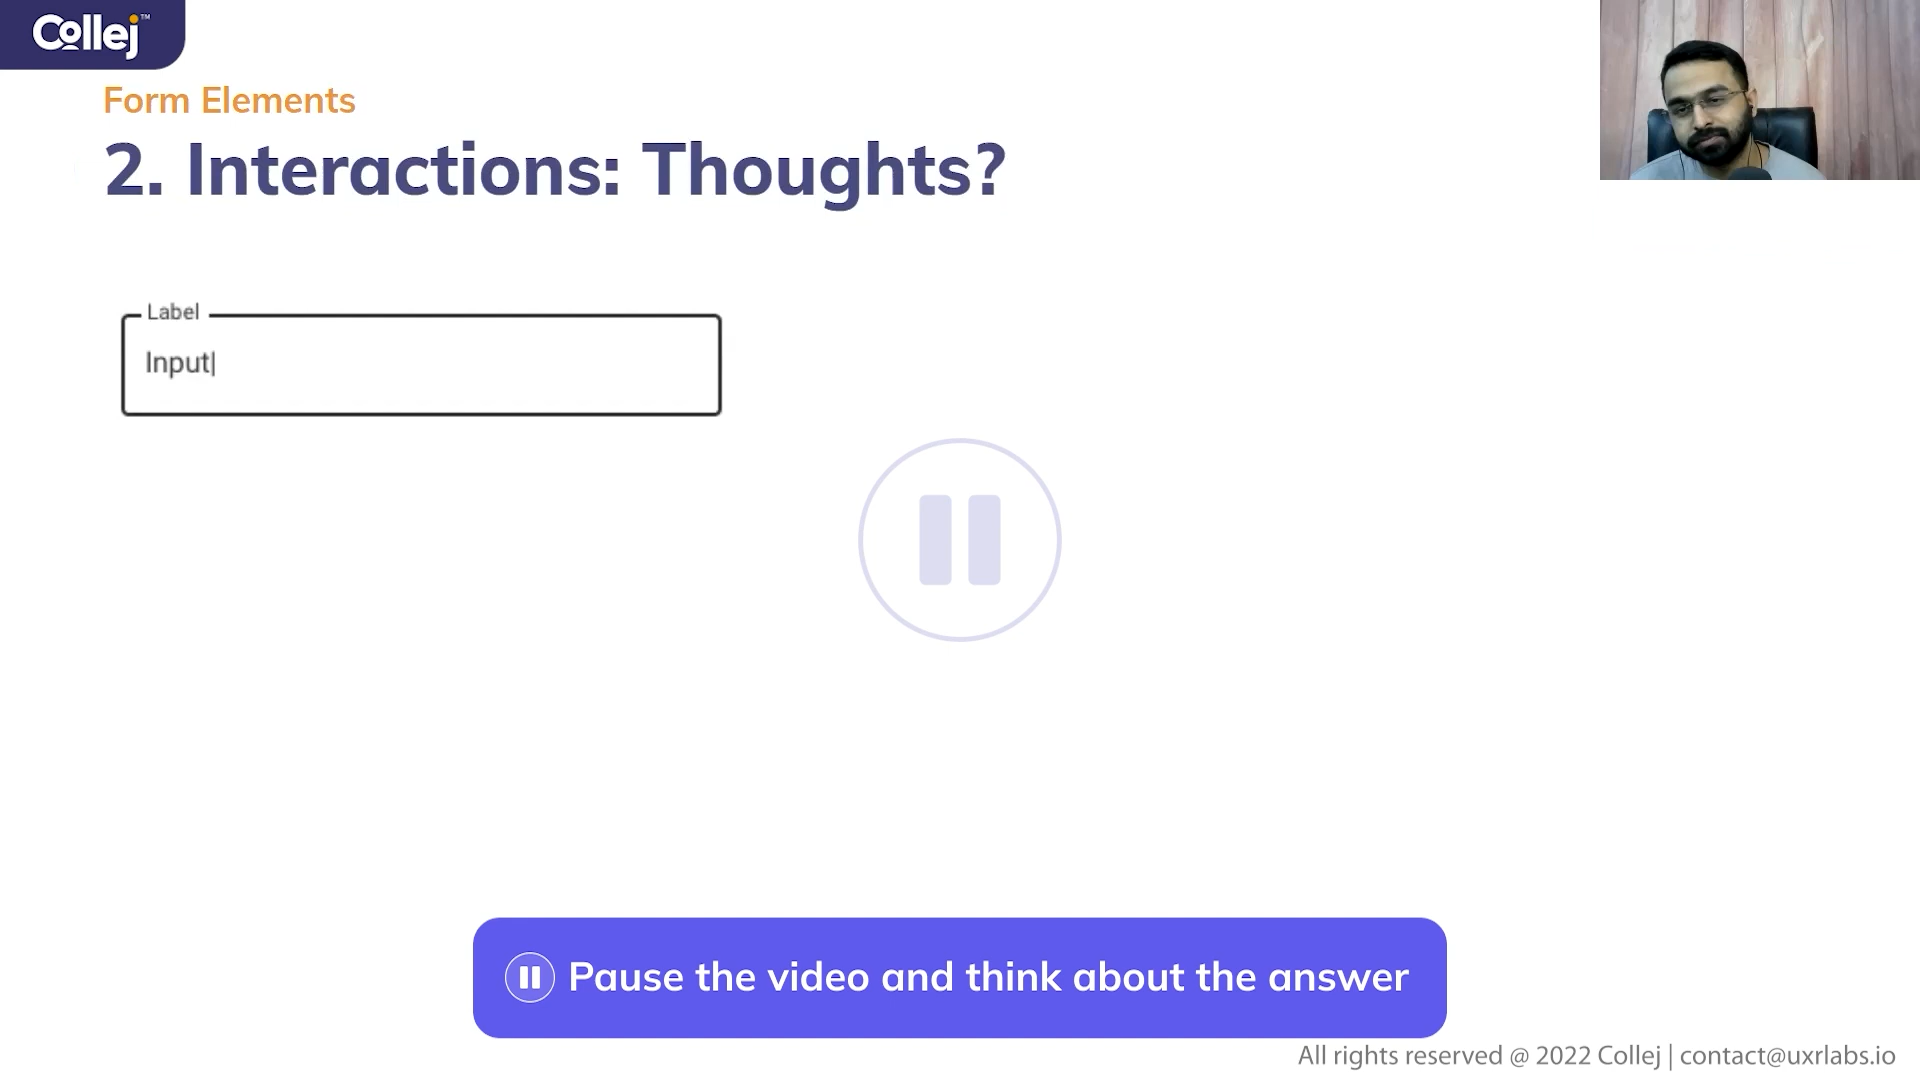 Collej™
Form Elements
2. Interactions: Thoughts?
Label
Input
Pause the video and think about the answer
All rights reserved @ 2022 Collej | contact@uxrlabs.io